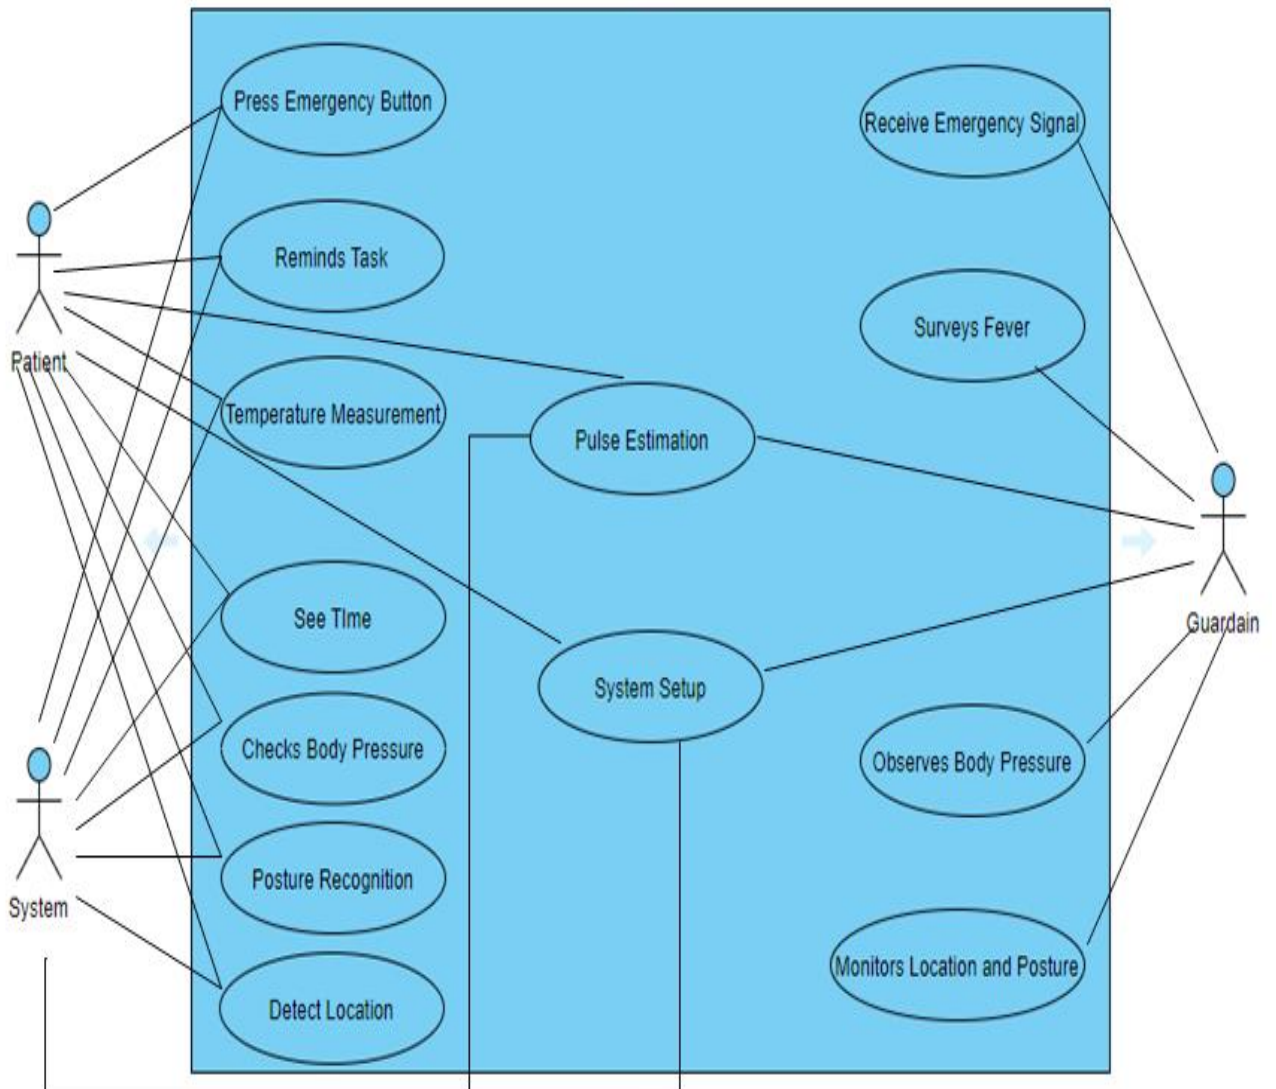 Press Emergency Button
Receive Emergency Signal
Reminds Task
Surveys Fever
Patient
Temperature Measurement
Pulse Estimation
See TIme
Guardain
System Setup
Checks Body Pressure
Observes Body Pressure
Posture Recognition
System
Monitors Location and Posture
Detect Location